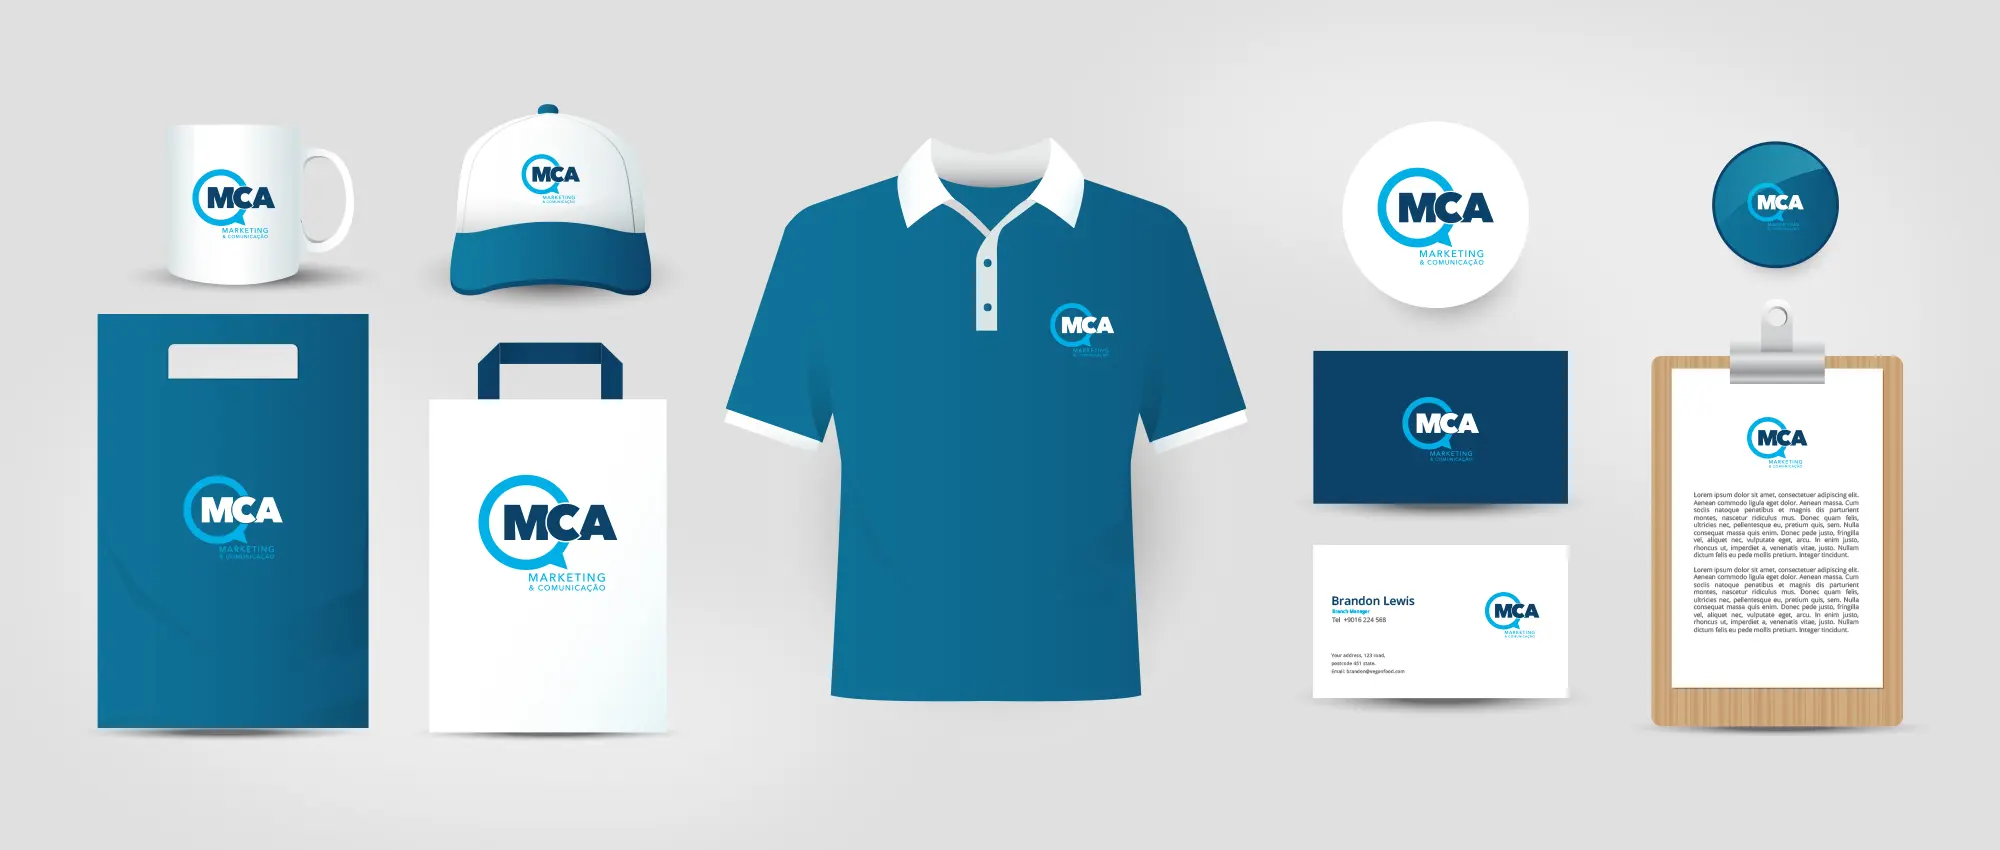 MCA
MARKETING
& COMUNICAÇÃO
MCA
MARKETING
& COMUNICAÇÃO
MCA
MARKETING
& COMUNICAÇÃO
MCA
MARKETING
& COMUNICAÇÃO
MCA
MARKETING
& COMUNICAÇÃO
MCA
MARKETING
& COMUNICAÇÃO
MCA
MCA
MARKETING
& COMUNICAÇÃO
Brandon Lewis
Branch Manager
Tel +9016 224 568
Your address, 123 road,
postcode 451 state.
Email: brandon@veganfood.com
MCA
MARKETING
& COMUNICAÇÃO
MCA
MARKETING
& COMUNICAÇÃO
Lorem ipsum dolor sit amet, consectetuer adipiscing elit.
Aenean commodo ligula eget dolor. Aenean massa. Cum
sociis natoque penatibus et magnis dis parturient
montes, nascetur ridiculus mus. Donec quam felis,
ultricies nec, pellentesque eu, pretium quis, sem. Nulla
consequat massa quis enim. Donec pede justo, fringilla
vel, aliquet nec, vulputate eget, arcu. In enim justo,
rhoncus ut, imperdiet a, venenatis vitae, justo. Nullam
dictum felis eu pede mollis pretium. Integer tincidunt.
Lorem ipsum dolor sit amet, consectetuer adipiscing elit.
Aenean commodo ligula eget dolor. Aenean massa. Cum
sociis natoque penatibus et magnis dis parturient
montes, nascetur ridiculus mus. Donec quam felis,
ultricies nec, pellentesque eu, pretium quis, sem. Nulla
consequat massa quis enim. Donec pede justo, fringilla
vel, aliquet nec, vulputate eget, arcu. In enim justo,
rhoncus ut, imperdiet a, venenatis vitae, justo. Nullam
dictum felis eu pede mollis pretium. Integer tincidunt.